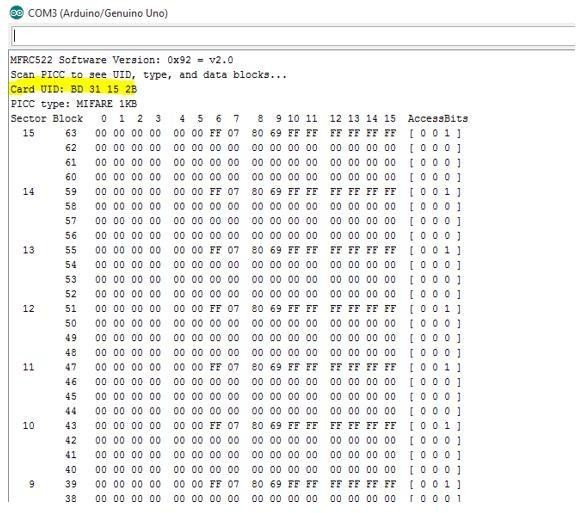 COM3 (Arduino/Genuino Uno)
MFRC522 Software Version: 0x92 = v2.0
Scan PICC to see UID, type, and data blocks...
Card UID: BD 31 15 2B
PICC type: MIFARE 1KB
Sector Block 0 1 2 3 4 5 6 7 8 9 10 11 12 13 14 15 AccessBits
15 63 00 00 00 00 00 00 FF 07 80 69 FF FF FF FF FF FF [ 0 0 1 ]
62 00 00 00 00 00 00 00 00 00 00 00 00 00 00 00 00 [ 0 0 0 ]
61 00 00 00 00 00 00 00 00 00 00 00 00 00 00 00 00 [ 0 0 0 ]
60 00 00 00 00 00 00 00 00 00 00 00 00 00 00 00 00 [ 0 0 0 ]
14 59 00 00 00 00 00 00 FF 07 80 69 FF FF FF FF FF FF [ 0 0 1 ]
58 00 00 00 00 00 00 00 00 00 00 00 00 00 00 00 00 [ 0 0 0 ]
57 00 00 00 00 00 00 00 00 00 00 00 00 00 00 00 00 [ 0 0 0 ]
56 00 00 00 00 00 00 00 00 00 00 00 00 00 00 00 00 [ 0 0 0 ]
13 55 00 00 00 00 00 00 FF 07 80 69 FF FF FF FF FF FF [ 0 0 1 ]
54 00 00 00 00 00 00 00 00 00 00 00 00 00 00 00 00 [ 0 0 0 ]
53 00 00 00 00 00 00 00 00 00 00 00 00 00 00 00 00 [ 0 0 0 ]
52 00 00 00 00 00 00 00 00 00 00 00 00 00 00 00 00 [ 0 0 0 ]
12 51 00 00 00 00 00 00 FF 07 80 69 FF FF FF FF FF FF [ 0 0 1 ]
50 00 00 00 00 00 00 00 00 00 00 00 00 00 00 00 00 [ 0 0 0 ]
49 00 00 00 00 00 00 00 00 00 00 00 00 00 00 00 00 [ 0 0 0 ]
48 00 00 00 00 00 00 00 00 00 00 00 00 00 00 00 00 [ 0 0 0 ]
11 47 00 00 00 00 00 00 FF 07 80 69 FF FF FF FF FF FF [ 0 0 1 ]
46 00 00 00 00 00 00 00 00 00 00 00 00 00 00 00 00 [ 0 0 0 ]
45 00 00 00 00 00 00 00 00 00 00 00 00 00 00 00 00 [ 0 0 0 ]
44 00 00 00 00 00 00 00 00 00 00 00 00 00 00 00 00 [ 0 0 0 ]
10 43 00 00 00 00 00 00 FF 07 80 69 FF FF FF FF FF FF [ 0 0 1 ]
42 00 00 00 00 00 00 00 00 00 00 00 00 00 00 00 00 [ 0 0 0 ]
41 00 00 00 00 00 00 00 00 00 00 00 00 00 00 00 00 [ 0 0 0 ]
40 00 00 00 00 00 00 00 00 00 00 00 00 00 00 00 00 [ 0 0 0 ]
9 39 00 00 00 00 00 00 FF 07 80 69 FF FF FF FF FF FF [ 0 0 1 ]
38 00 00 00 00 00 00 00 00 00 00 00 00 00 00 00 00 [ 0 0 0 ]